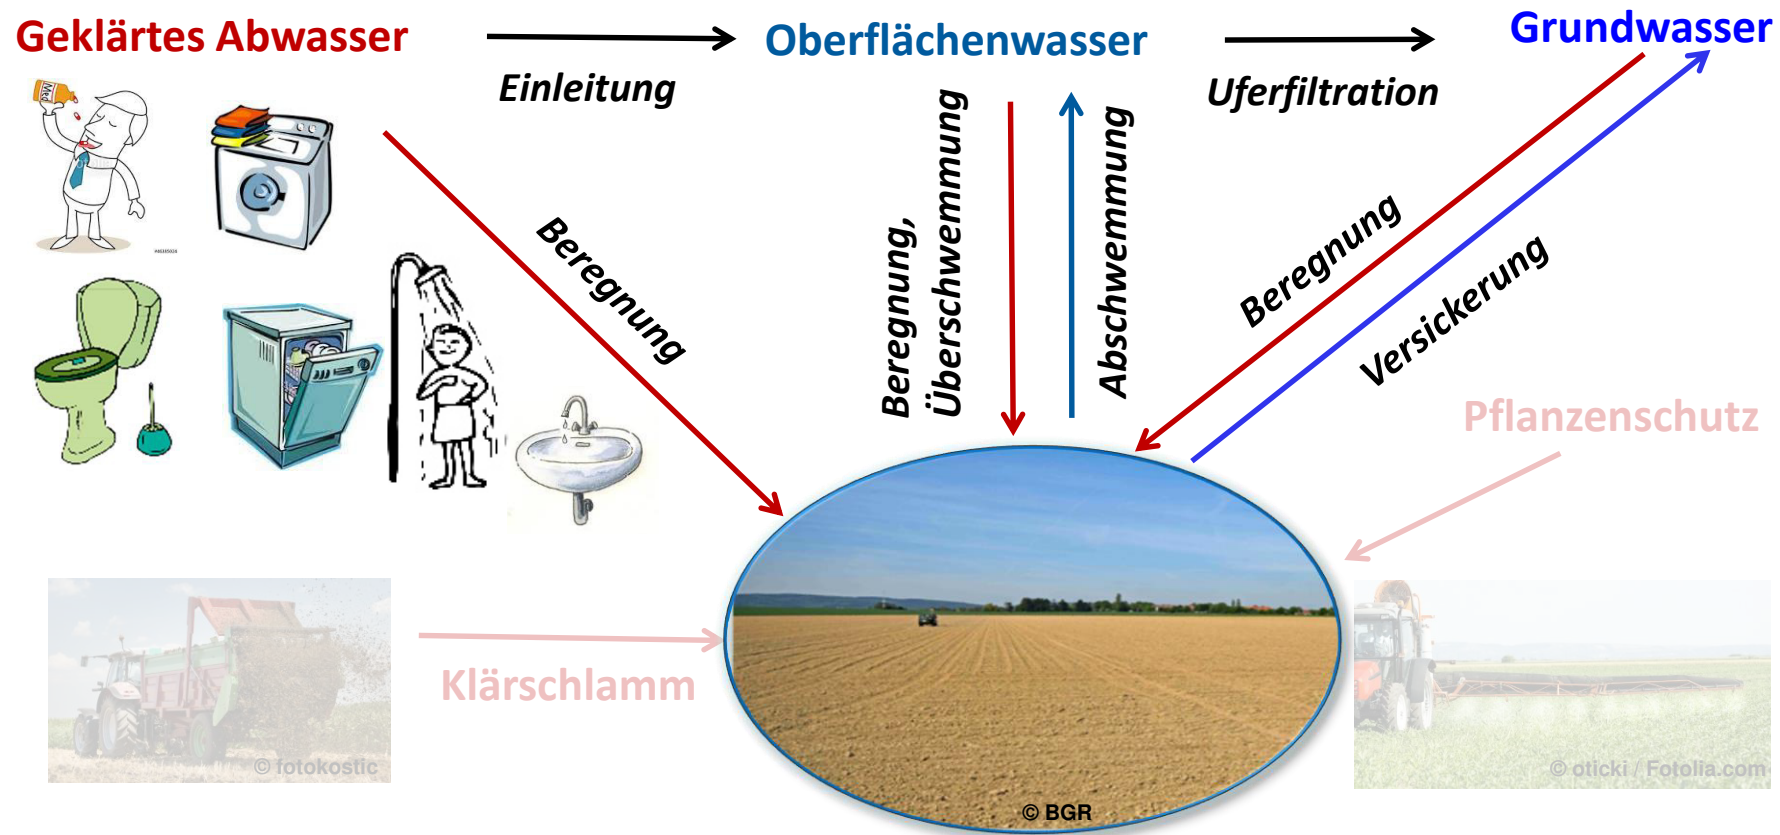 Geklärtes Abwasser
Einleitung
Oberflächenwasser
Uferfiltration
Grundwasser
Med
Beregnung
Beregnung,
Überschwemmung
Abschwemmung
Beregnung
Versickerung
Pflanzenschutz
Klärschlamm
© fotokostic
© BGR
© oticki / Fotolia.com